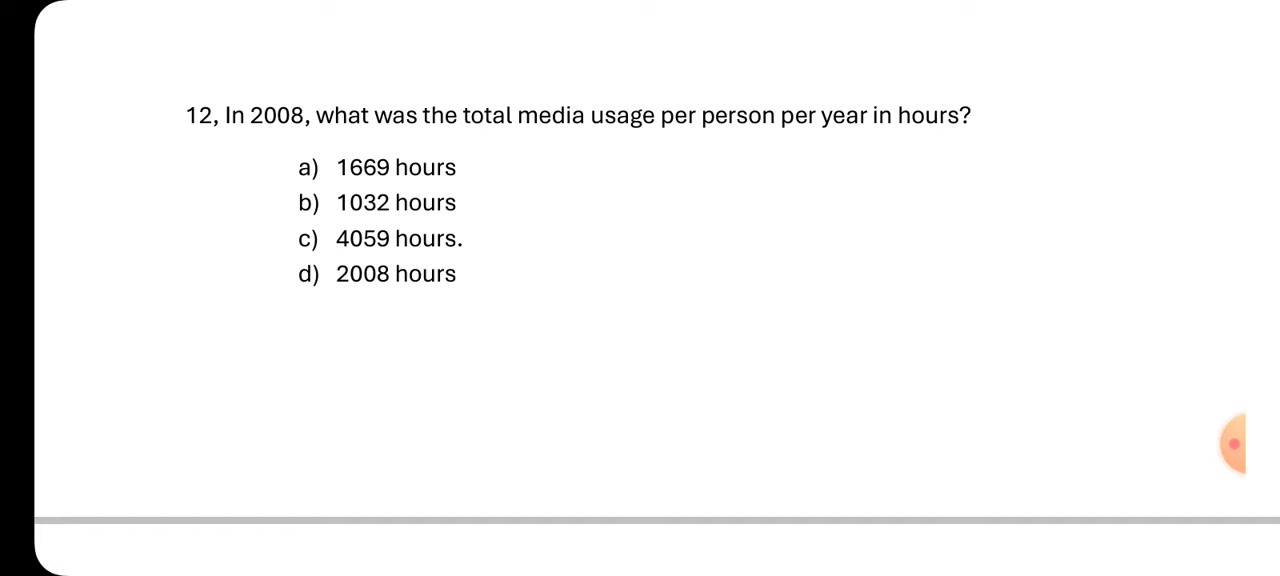 12, In 2008, what was the total media usage per person per year in hours?
a) 1669 hours
b) 1032 hours
c) 4059 hours.
d) 2008 hours